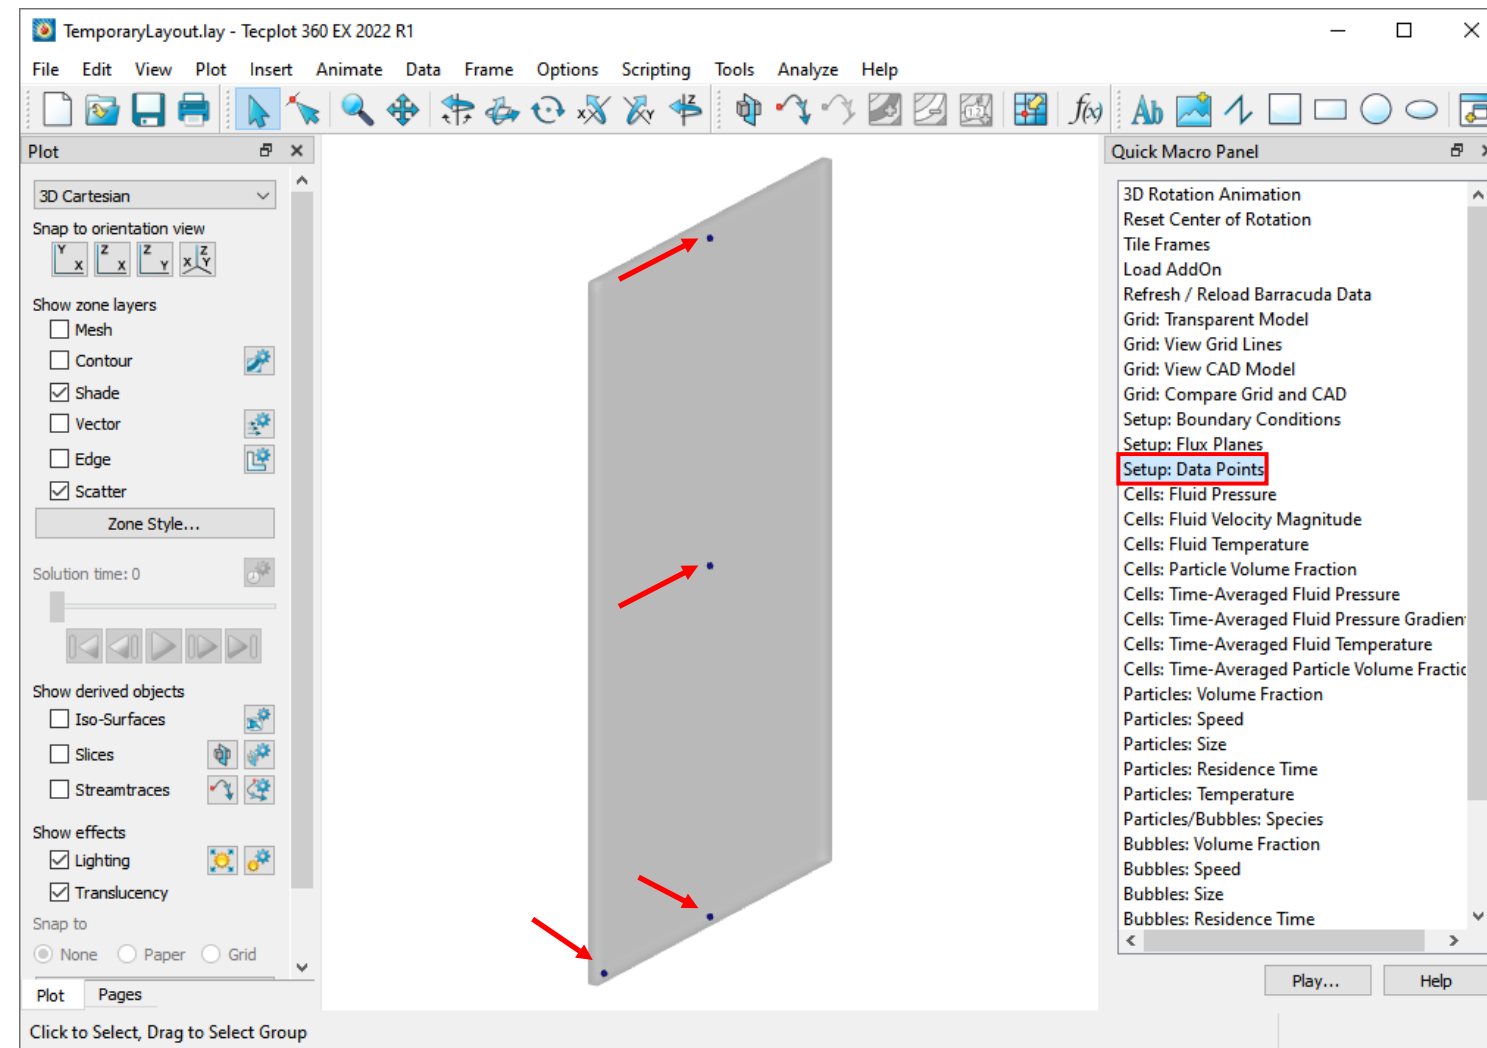 TemporaryLayout.lay - Tecplot 360 EX 2022 R1
File Edit View Plot Insert Animate Data Frame Options Scripting Tools Analyze Help
Plot
3D Cartesian
Snap to orientation view
Show zone layers
Mesh
Contour
Shade
Vector
Edge
Scatter
Zone Style...
Solution time: 0
Show derived objects
Iso-Surfaces
Slices
Streamtraces
Show effects
Lighting
Translucency
Snap to
None Paper Grid
Plot Pages
Click to Select, Drag to Select Group
Quick Macro Panel
3D Rotation Animation
Reset Center of Rotation
Tile Frames
Load AddOn
Refresh / Reload Barracuda Data
Grid: Transparent Model
Grid: View Grid Lines
Grid: View CAD Model
Grid: Compare Grid and CAD
Setup: Boundary Conditions
Setup: Flux Planes
Setup: Data Points
Cells: Fluid Pressure
Cells: Fluid Velocity Magnitude
Cells: Fluid Temperature
Cells: Particle Volume Fraction
Cells: Time-Averaged Fluid Pressure
Cells: Time-Averaged Fluid Pressure Gradien
Cells: Time-Averaged Fluid Temperature
Cells: Time-Averaged Particle Volume Fractic
Particles: Volume Fraction
Particles: Speed
Particles: Size
Particles: Residence Time
Particles: Temperature
Particles/Bubbles: Species
Bubbles: Volume Fraction
Bubbles: Speed
Bubbles: Size
Bubbles: Residence Time
Play... Help